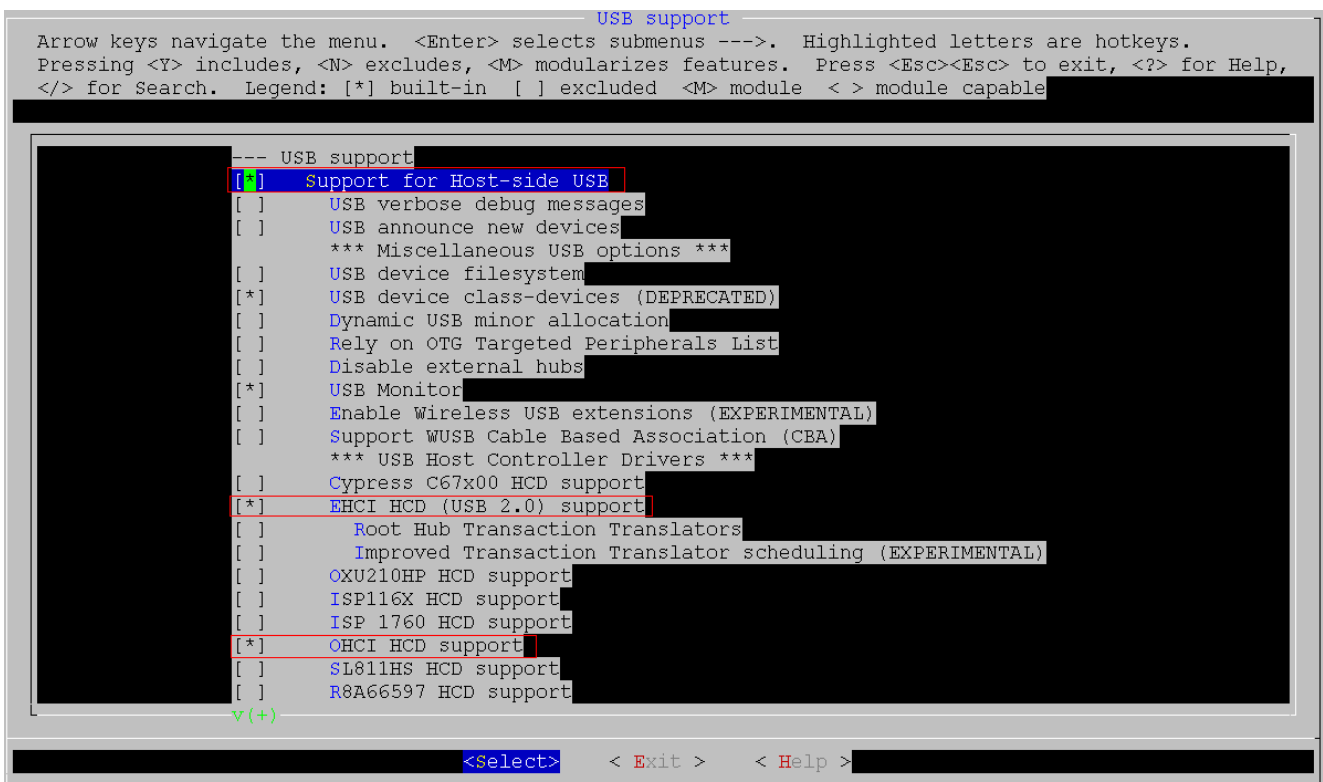 USB support
Arrow keys navigate the menu.  <Enter> selects submenus --->.  Highlighted letters are hotkeys.
Pressing <Y> includes, <N> excludes, <M> modularizes features.  Press <Esc><Esc> to exit, <?> for Help,
</> for Search.  Legend: [*] built-in  [ ] excluded  <M> module  < > module capable
--- USB support
[*]   Support for Host-side USB
[ ]     USB verbose debug messages
[ ]     USB announce new devices
*** Miscellaneous USB options ***
[ ]     USB device filesystem
[*]     USB device class-devices (DEPRECATED)
[ ]     Dynamic USB minor allocation
[ ]     Rely on OTG Targeted Peripherals List
[ ]     Disable external hubs
[*]     USB Monitor
[ ]     Enable Wireless USB extensions (EXPERIMENTAL)
[ ]     Support WUSB Cable Based Association (CBA)
*** USB Host Controller Drivers ***
[ ]     Cypress C67x00 HCD support
[*]     EHCI HCD (USB 2.0) support
[ ]       Root Hub Transaction Translators
[ ]       Improved Transaction Translator scheduling (EXPERIMENTAL)
[ ]     OXU210HP HCD support
[ ]     ISP116X HCD support
[ ]     ISP 1760 HCD support
[*]     OHCI HCD support
[ ]     SL811HS HCD support
[ ]     R8A66597 HCD support
v(+)
<Select>    < Exit >    < Help >